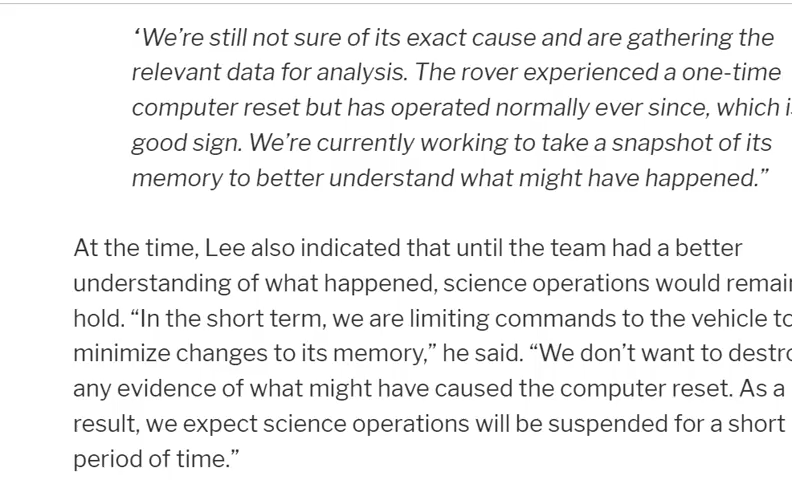 ‘We’re still not sure of its exact cause and are gathering the
relevant data for analysis. The rover experienced a one-time
computer reset but has operated normally ever since, which is
good sign. We’re currently working to take a snapshot of its
memory to better understand what might have happened.”
At the time, Lee also indicated that until the team had a better
understanding of what happened, science operations would remain
hold. “In the short term, we are limiting commands to the vehicle to
minimize changes to its memory,” he said. “We don’t want to destro
any evidence of what might have caused the computer reset. As a
result, we expect science operations will be suspended for a short
period of time.”